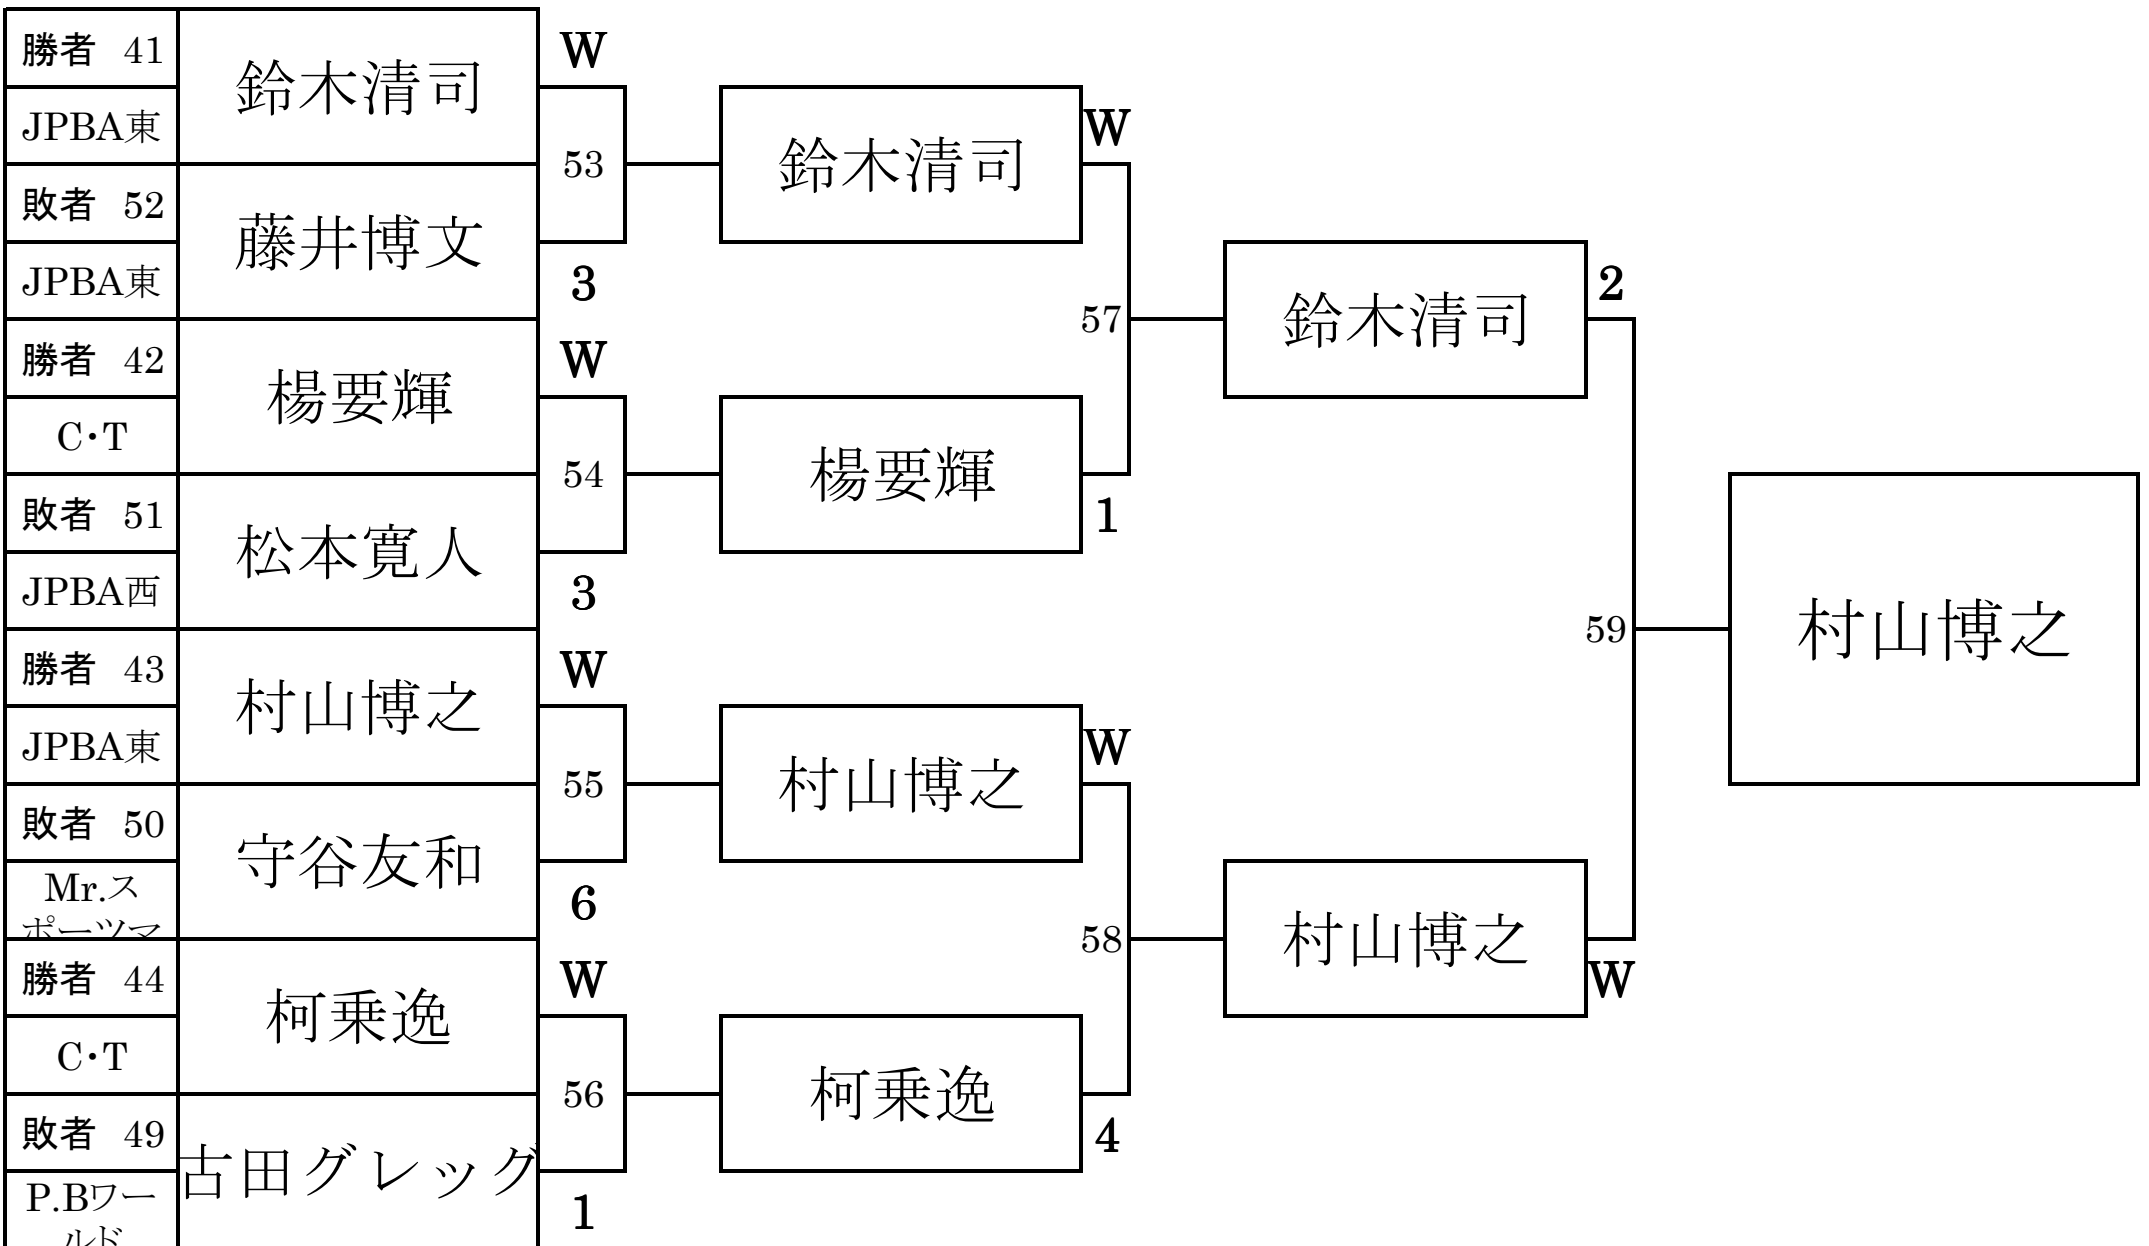 勝者 41
鈴木清司
W
JPBA東
53
鈴木清司
W
敗者 52
藤井博文
JPBA東
3
57
鈴木清司
2
勝者 42
楊要輝
W
C・T
54
楊要輝
1
敗者 51
松本寛人
JPBA西
3
59
村山博之
勝者 43
村山博之
W
JPBA東
55
村山博之
W
敗者 50
守谷友和
Mr.ス
ポーツマ
6
58
村山博之
W
勝者 44
柯乗逸
W
C・T
56
柯乗逸
4
敗者 49
古田グレッグ
P.Bワー
ルド
1